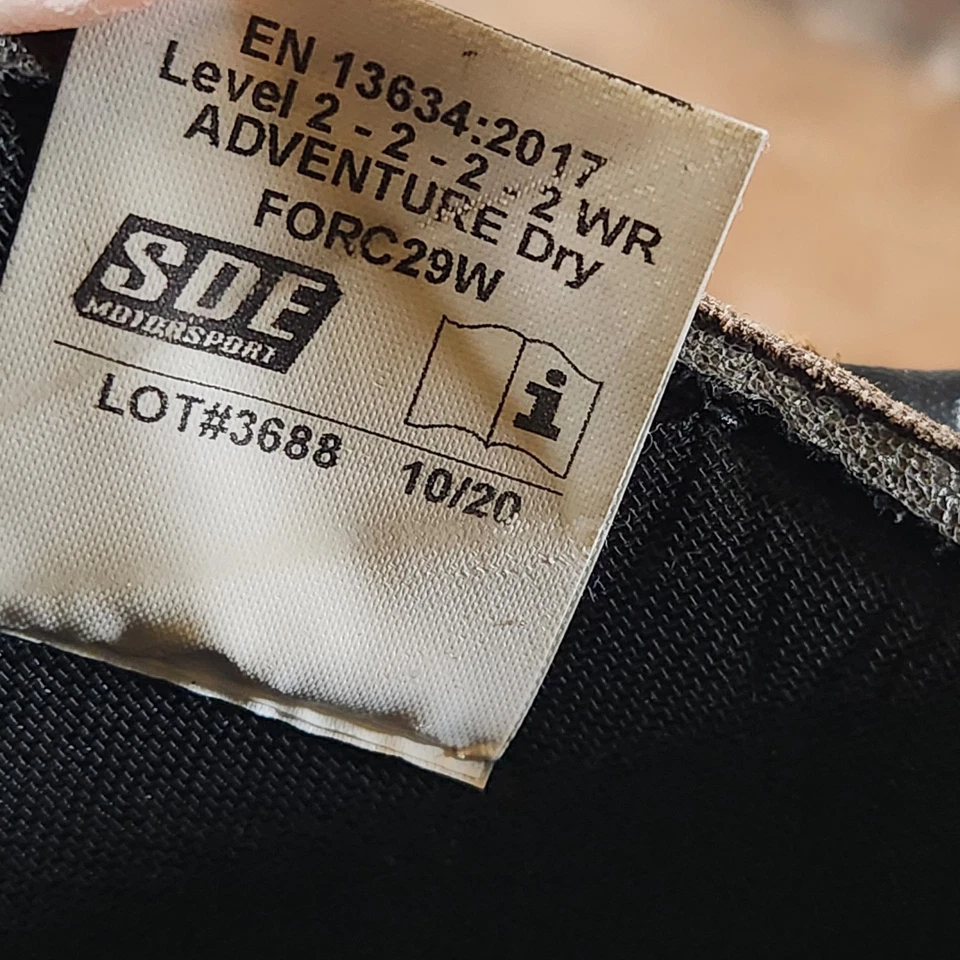 EN 13634:2017
Level 2 - 2 - 2 - 2 WR
ADVENTURE Dry
FORC29W
SDE
MOTORSPORT
i
LOT#3688 10/20